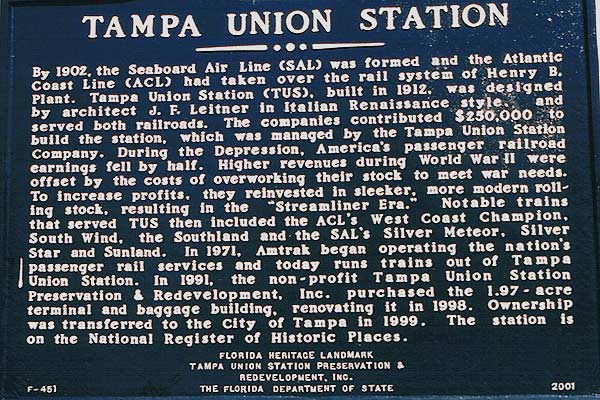 TAMPA UNION STATION
By 1902, the Seaboard Air Line (SAL) was formed and the Atlantic
Coast Line (ACL) had taken over the rail system of Henry B.
Plant. Tampa Union Station (TUS), built in 1912, was designed
by architect J. F. Leitner in Italian Renaissance style, and
served both railroads. The companies contributed $250,000 to
build the station, which was managed by the Tampa Union Station
Company. During the Depression, America's passenger railroad
earnings fell by half. Higher revenues during World War II were
offset by the costs of overworking their stock to meet war needs.
To increase profits, they reinvested in sleeker, more modern roll-
ing stock, resulting in the "Streamliner Era." Notable trains
that served TUS then included the ACL's West Coast Champion,
South Wind, the Southland and the SAL's Silver Meteor, Silver
Star and Sunland. In 1971, Amtrak began operating the nation's
passenger rail services and today runs trains out of Tampa
Union Station. In 1991, the non-profit Tampa Union Station
Preservation & Redevelopment, Inc. purchased the 1.97-acre
terminal and baggage building, renovating it in 1998. Ownership
was transferred to the City of Tampa in 1999. The station is
on the National Register of Historic Places.
FLORIDA HERITAGE LANDMARK
TAMPA UNION STATION PRESERVATION &
REDEVELOPMENT, INC.
F-451 THE FLORIDA DEPARTMENT OF STATE 2001